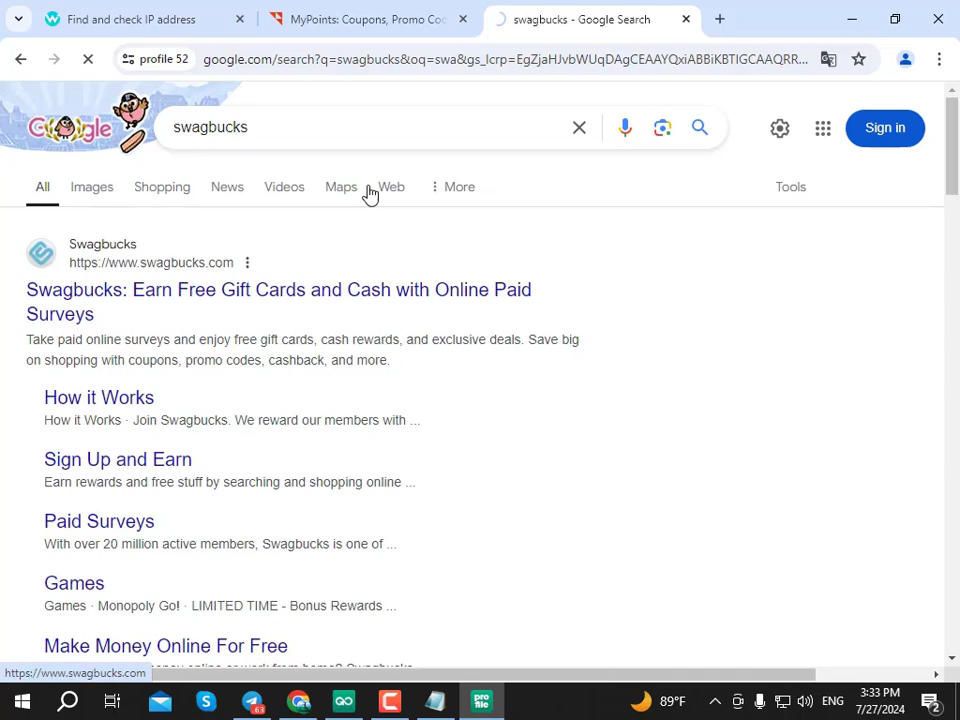 Find and check IP address
MyPoints: Coupons, Promo Coc
swagbucks - Google Search
profile 52
google.com/search?q=swagbucks&oq=swa&gs_lcrp=EgZjaHJvbWUqDAgCEAAYQxiABBiKBTIGCAAQRR...
Google
swagbucks
Sign in
All
Images
Shopping
News
Videos
Maps
Web
More
Tools
Swagbucks
https://www.swagbucks.com
Swagbucks: Earn Free Gift Cards and Cash with Online Paid
Surveys
Take paid online surveys and enjoy free gift cards, cash rewards, and exclusive deals. Save big
on shopping with coupons, promo codes, cashback, and more.
How it Works
How it Works · Join Swagbucks. We reward our members with ...
Sign Up and Earn
Earn rewards and free stuff by searching and shopping online ...
Paid Surveys
With over 20 million active members, Swagbucks is one of ...
Games
Games · Monopoly Go! · LIMITED TIME - Bonus Rewards ...
Make Money Online For Free
https://www.swagbucks.com
63
pro
file
89°F
ENG
3:33 PM
7/27/2024
2